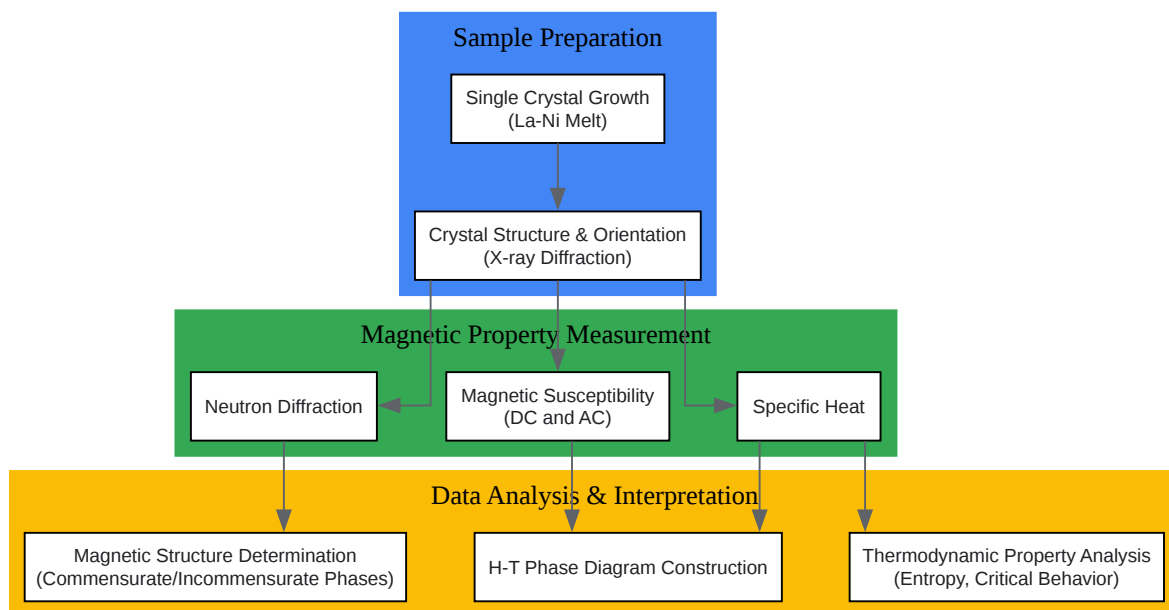 Sample Preparation
Single Crystal Growth
(La-Ni Melt)
Crystal Structure & Orientation
(X-ray Diffraction)
Magnetic Property Measurement
Neutron Diffraction
Magnetic Susceptibility
(DC and AC)
Specific Heat
Data Analysis & Interpretation
Magnetic Structure Determination
(Commensurate/Incommensurate Phases)
H-T Phase Diagram Construction
Thermodynamic Property Analysis
(Entropy, Critical Behavior)